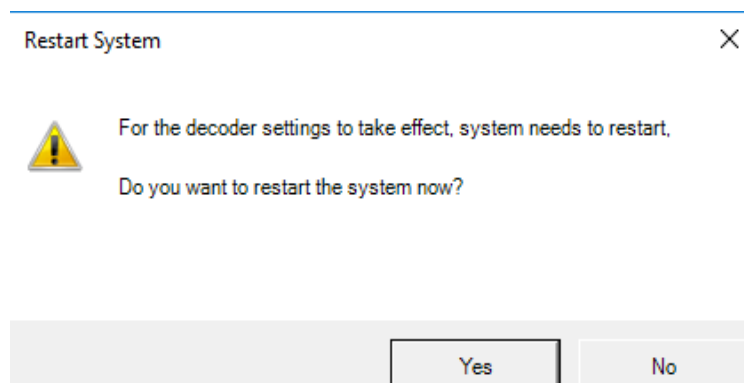 Restart System
For the decoder settings to take effect, system needs to restart,
Do you want to restart the system now?
Yes
No